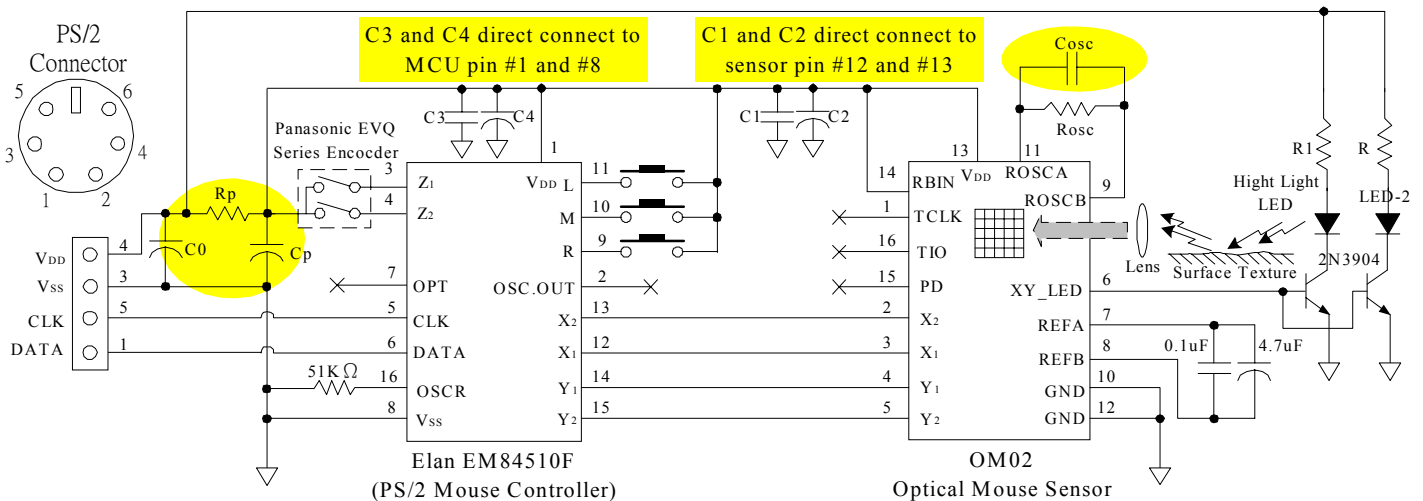 PS/2
Connector
5
6
3
4
1
2
C3 and C4 direct connect to
MCU pin #1 and #8
C1 and C2 direct connect to
sensor pin #12 and #13
Cosc
Rosc
C3
C4
C1
C2
Panasonic EVQ
Series Encocder
Rp
C0
Cp
4
VDD
3
VSS
5
CLK
1
DATA
51KΩ
1
VDD
3
Z1
4
Z2
7
OPT
5
CLK
6
DATA
16
OSCR
8
VSS
L
11
M
10
R
9
OSC.OUT
2
X2
13
X1
12
Y1
14
Y2
15
Elan EM84510F
(PS/2 Mouse Controller)
13
VDD
11
ROSCA
14
RBIN
1
TCLK
16
TIO
15
PD
2
X2
3
X1
4
Y1
5
Y2
9
ROSCB
6
XY_LED
7
REFA
8
REFB
10
GND
12
GND
OM02
Optical Mouse Sensor
Lens
Surface Texture
Hight Light
LED
R1
R
LED-2
2N3904
0.1uF
4.7uF